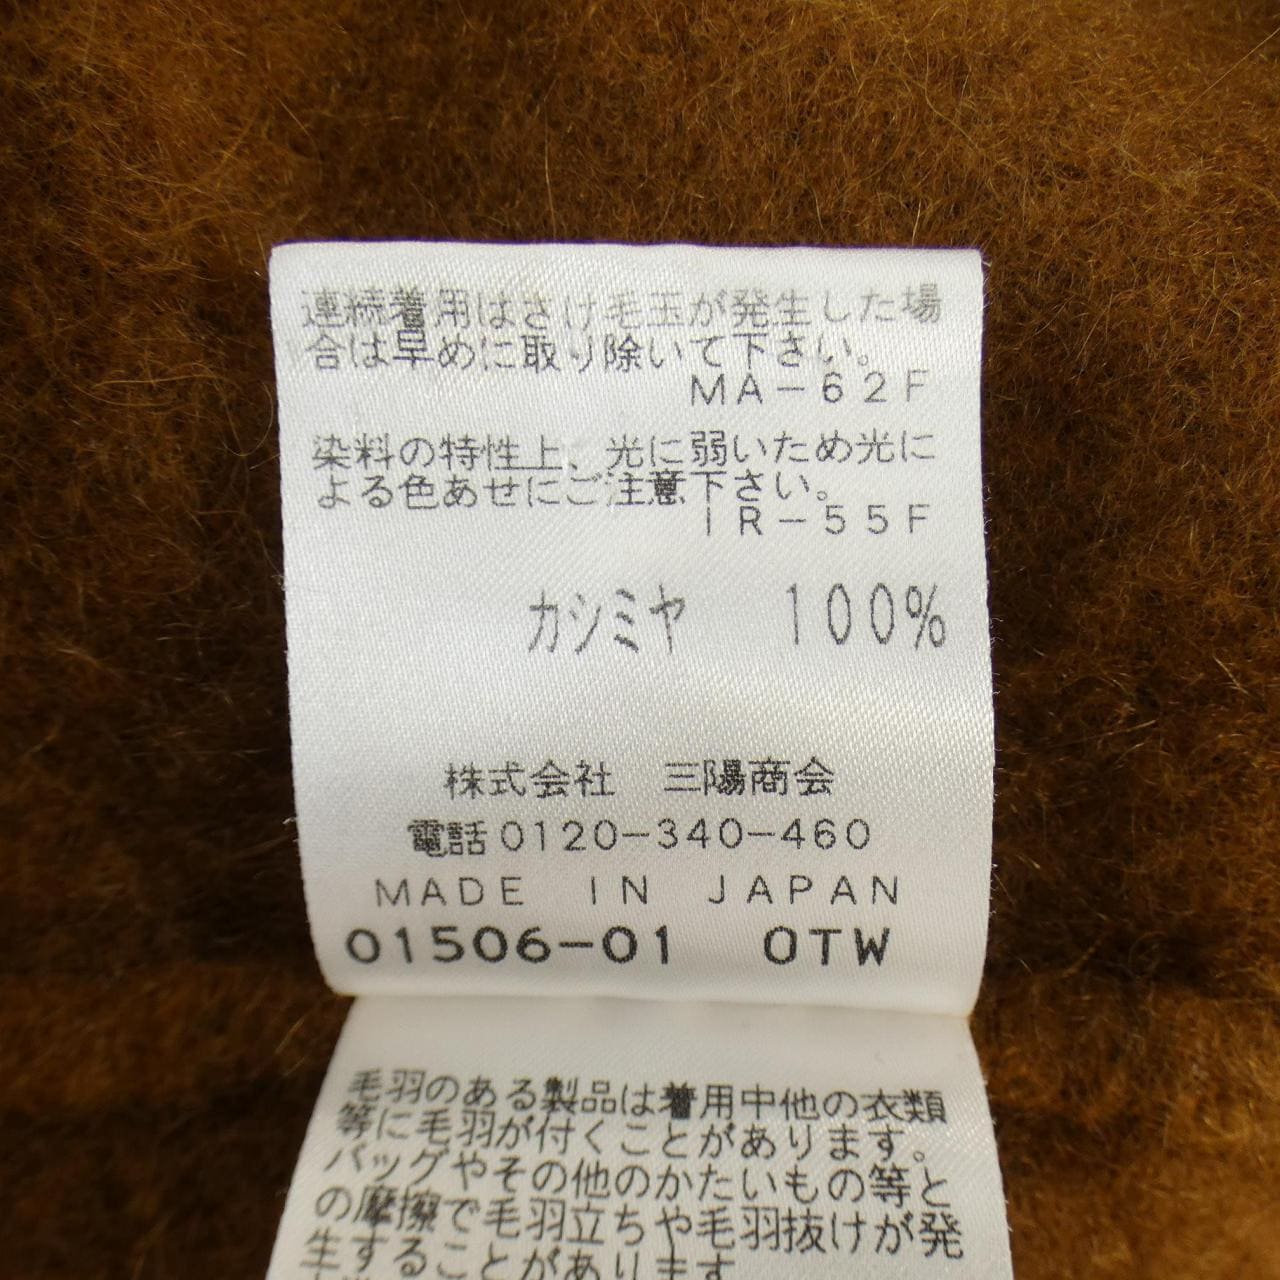 連続着用はさけ毛玉が発生した場
合は早めに取り除いて下さい。
MA-62F
染料の特性上、光に弱いため光に
よる色あせにご注意下さい。
IR-55F
カシミヤ 100%
株式会社 三陽商会
電話0120-340-460
MADE IN JAPAN
01506-01 OTW
毛羽のある製品は着用中他の衣類
等に毛羽が付くことがあります。
バッグやその他のかたいもの等と
の摩擦で毛羽立ちや毛羽抜けが発
生することがあります